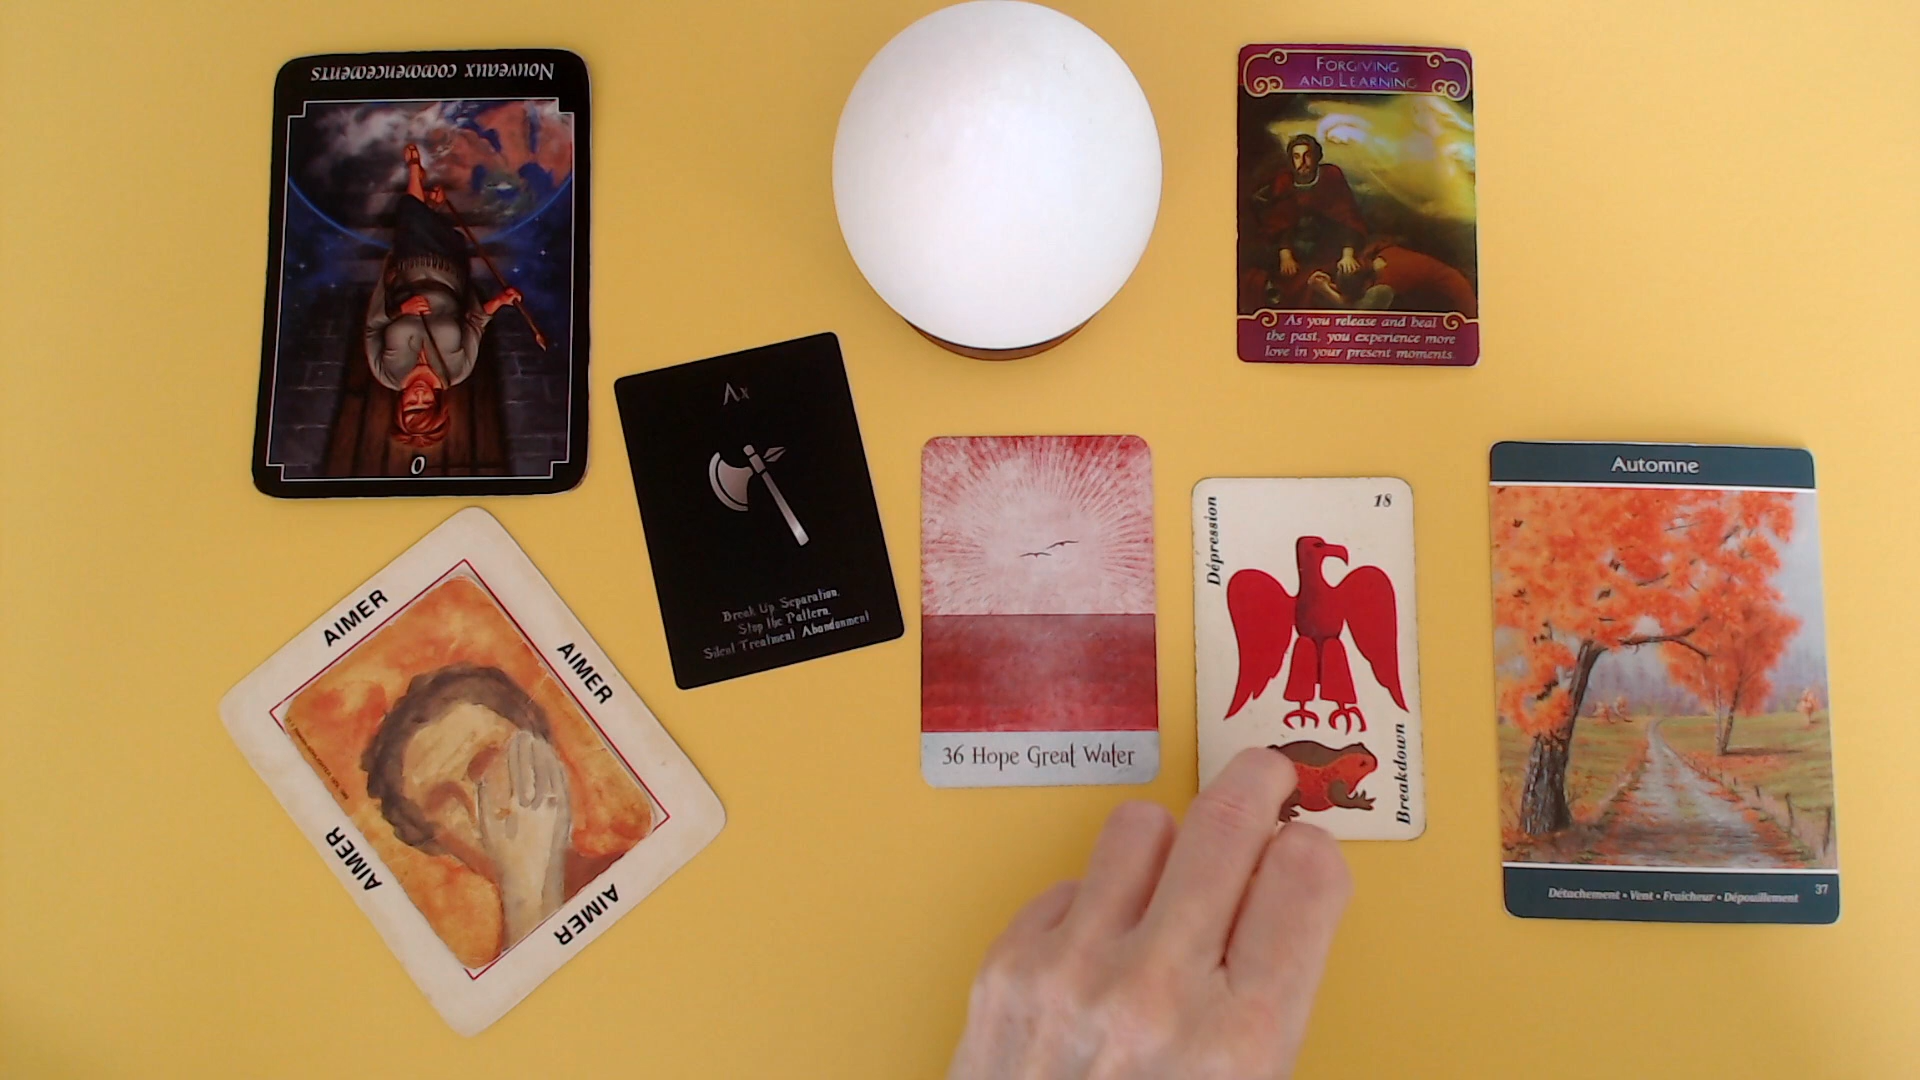 Nouveaux commencements
0
FORGIVING
AND LEARNING
As you release and heal
the past, you experience more
love in your present moments.
Ax
Break Up Separation.
Stop the Pattern.
Silent Treatment Abandonment
AIMER
AIMER
AIMER
AIMER
36 Hope Great Water
18
Dépression
Breakdown
Automne
Détachement • Vent • Fraîcheur • Dépouillement
37